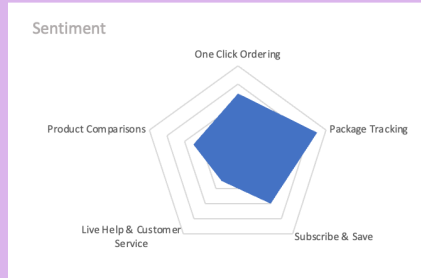 Sentiment
One Click Ordering
Product Comparisons
Package Tracking
Live Help & Customer
Service
Subscribe & Save